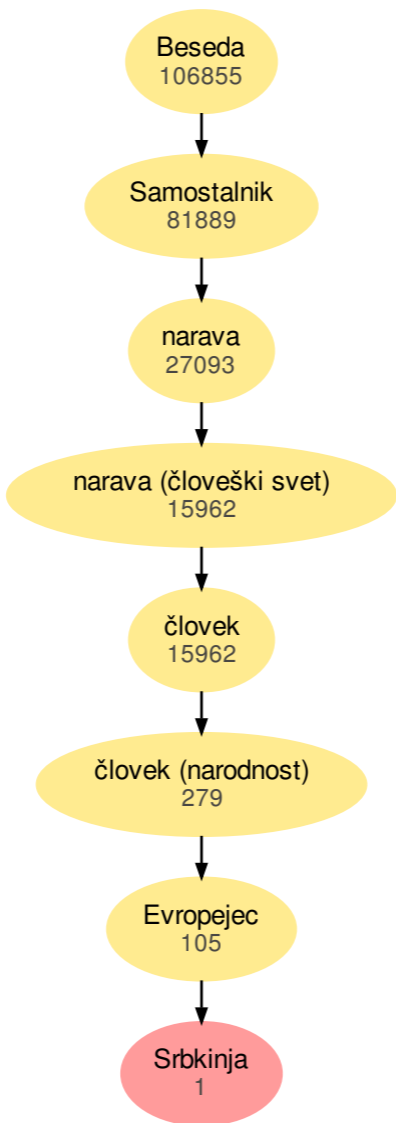 Beseda
106855
Samostalnik
81889
narava
27093
narava (človeški svet)
15962
človek
15962
človek (narodnost)
279
Evropejec
105
Srbkinja
1